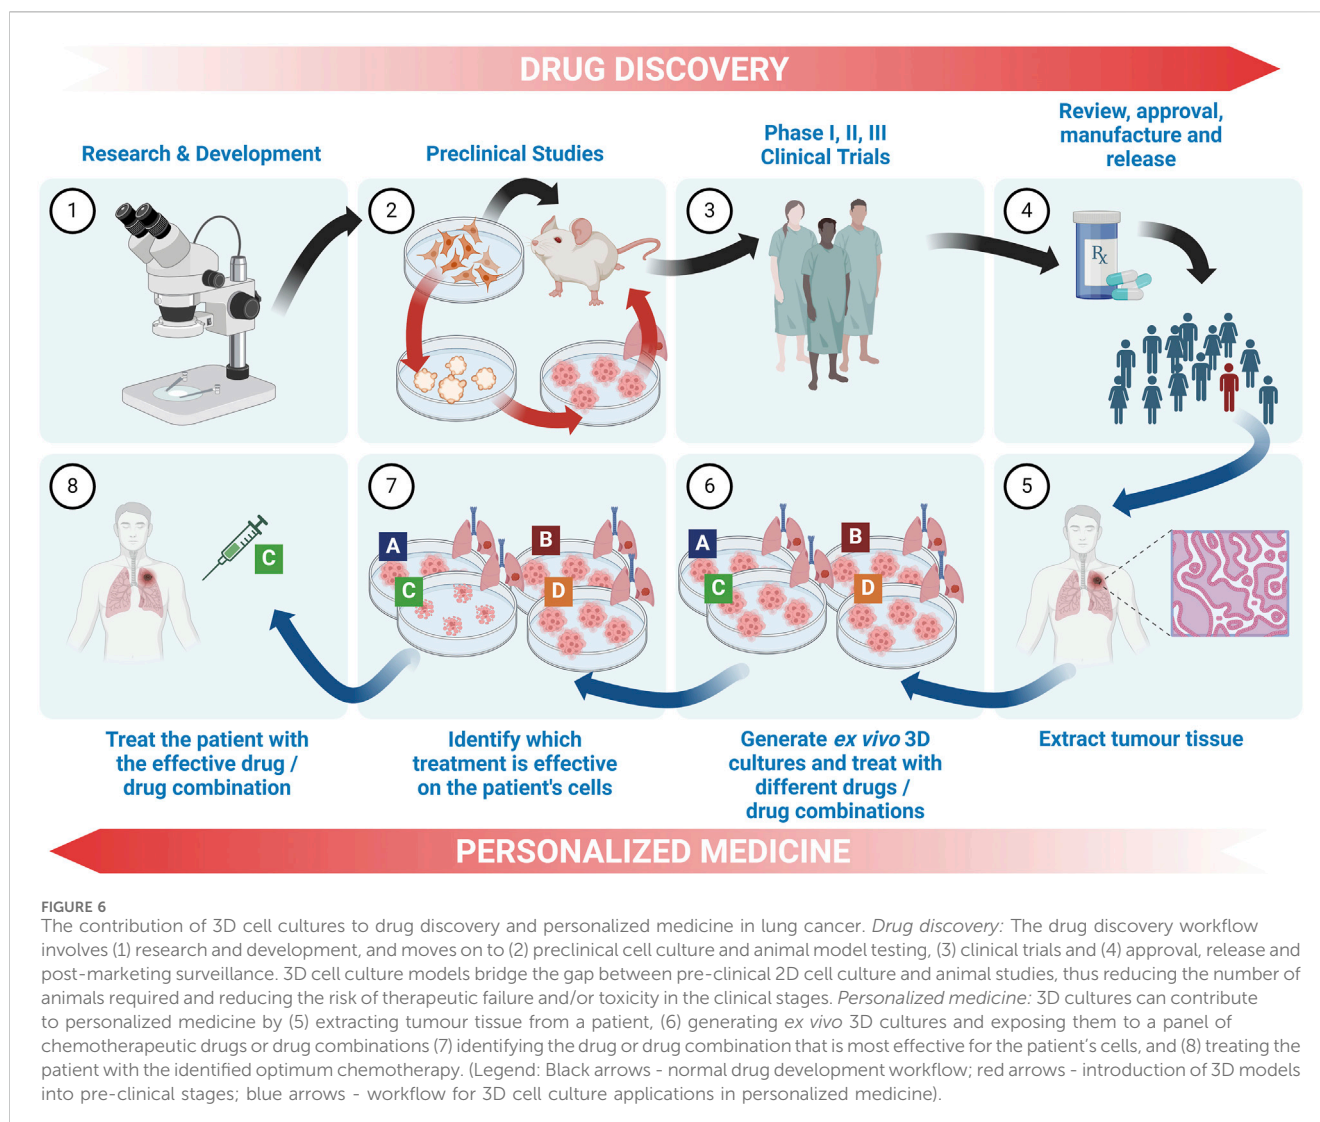 DRUG DISCOVERY
Research & Development
Preclinical Studies
Phase I, II, III
Clinical Trials
Review, approval,
manufacture and
release
1
2
3
4
Rx
8
7
6
5
C
A
B
C
D
A
B
C
D
Treat the patient with
the effective drug /
drug combination
Identify which
treatment is effective
on the patient's cells
Generate ex vivo 3D
cultures and treat with
different drugs /
drug combinations
Extract tumour tissue
PERSONALIZED MEDICINE
FIGURE 6
The contribution of 3D cell cultures to drug discovery and personalized medicine in lung cancer. Drug discovery: The drug discovery workflow
involves (1) research and development, and moves on to (2) preclinical cell culture and animal model testing, (3) clinical trials and (4) approval, release and
post-marketing surveillance. 3D cell culture models bridge the gap between pre-clinical 2D cell culture and animal studies, thus reducing the number of
animals required and reducing the risk of therapeutic failure and/or toxicity in the clinical stages. Personalized medicine: 3D cultures can contribute
to personalized medicine by (5) extracting tumour tissue from a patient, (6) generating ex vivo 3D cultures and exposing them to a panel of
chemotherapeutic drugs or drug combinations (7) identifying the drug or drug combination that is most effective for the patient's cells, and (8) treating the
patient with the identified optimum chemotherapy. (Legend: Black arrows - normal drug development workflow; red arrows - introduction of 3D models
into pre-clinical stages; blue arrows - workflow for 3D cell culture applications in personalized medicine).